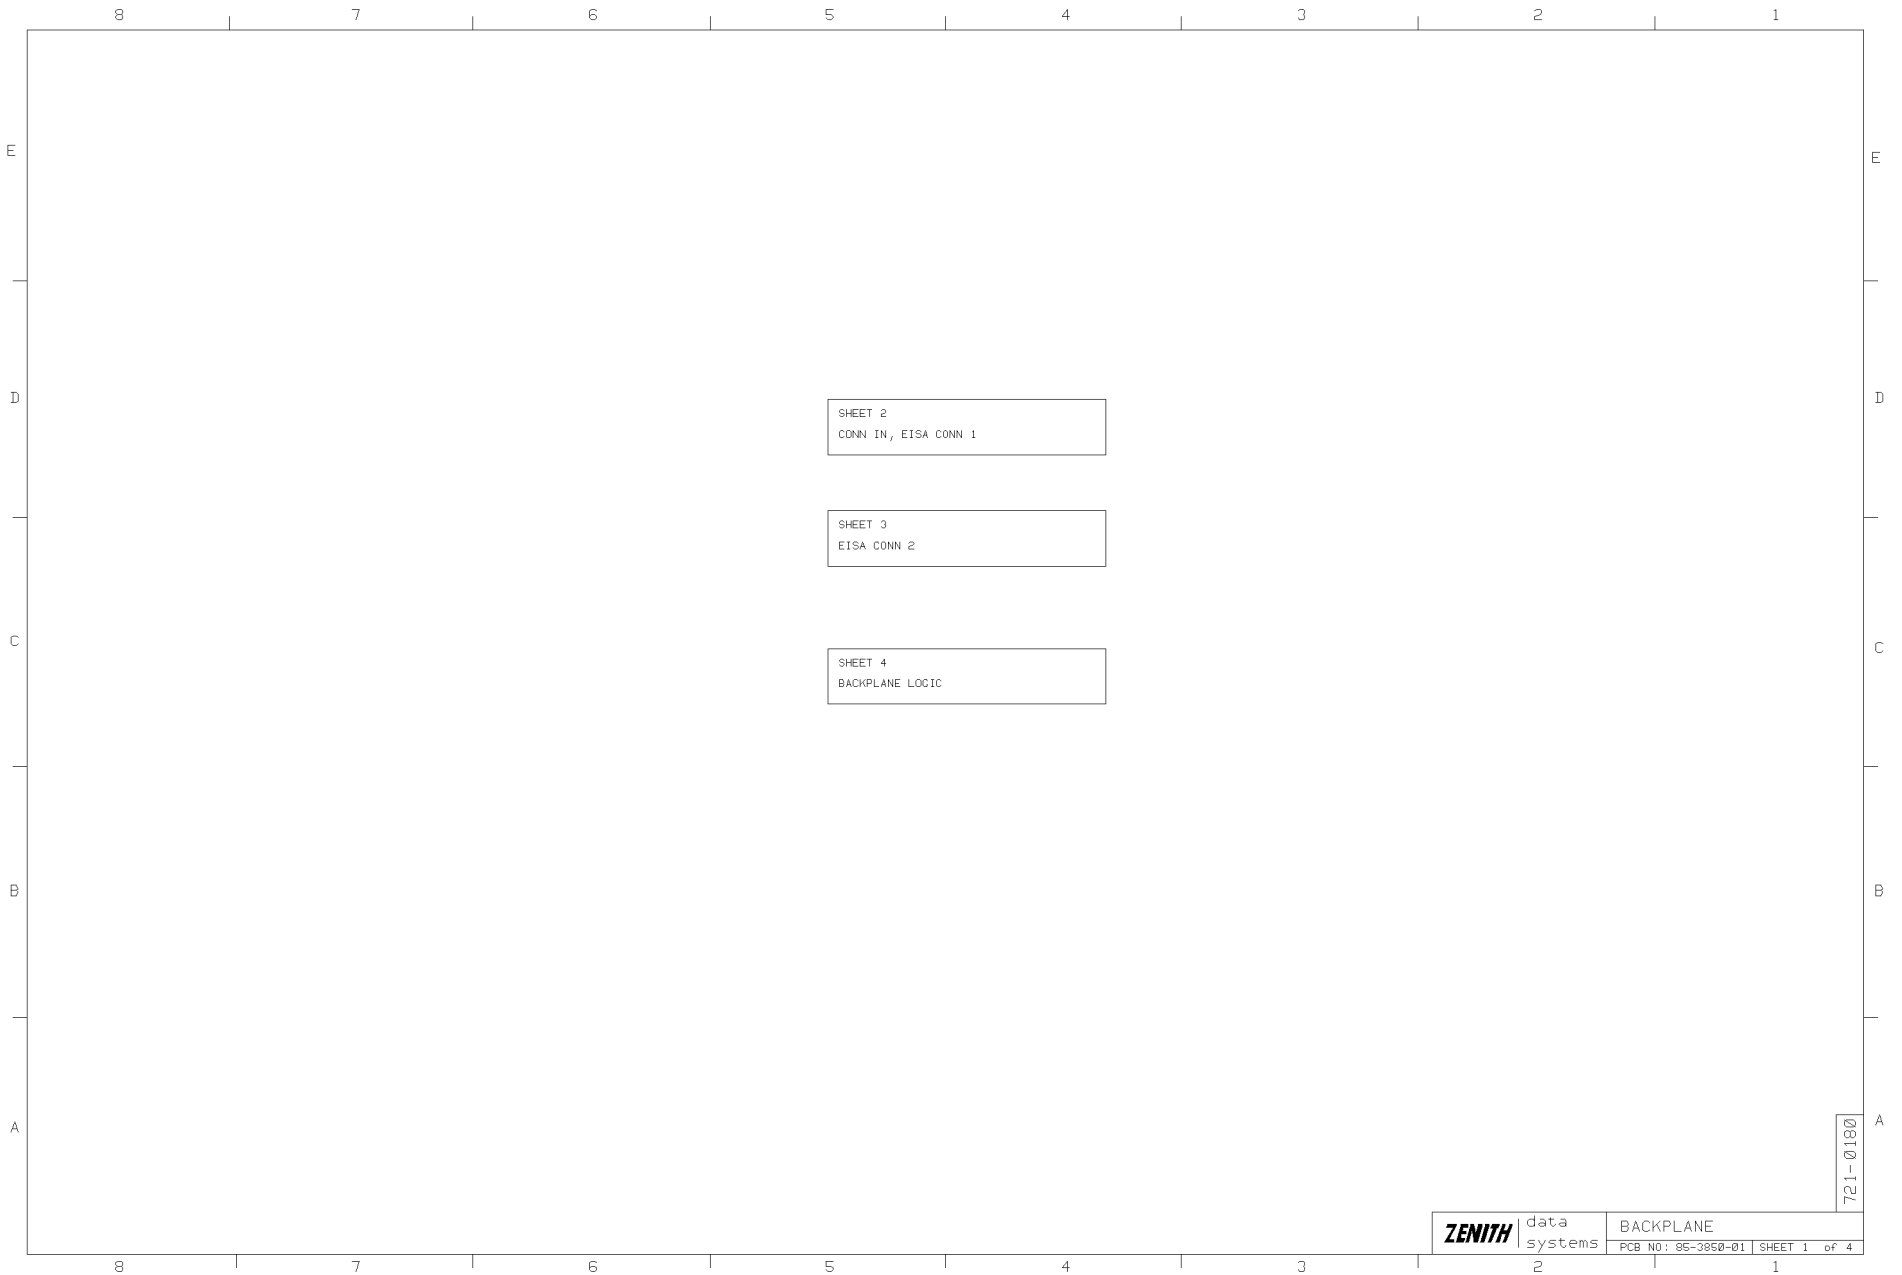 8 7 6 5 4 3 2 1
E E
D D
SHEET 2
CONN IN, EISA CONN 1
SHEET 3
EISA CONN 2
C C
SHEET 4
BACKPLANE LOGIC
B B
A A
721-0180
ZENITH data systems
BACKPLANE
PCB NO: 85-3850-01 SHEET 1 of 4
8 7 6 5 4 3 2 1